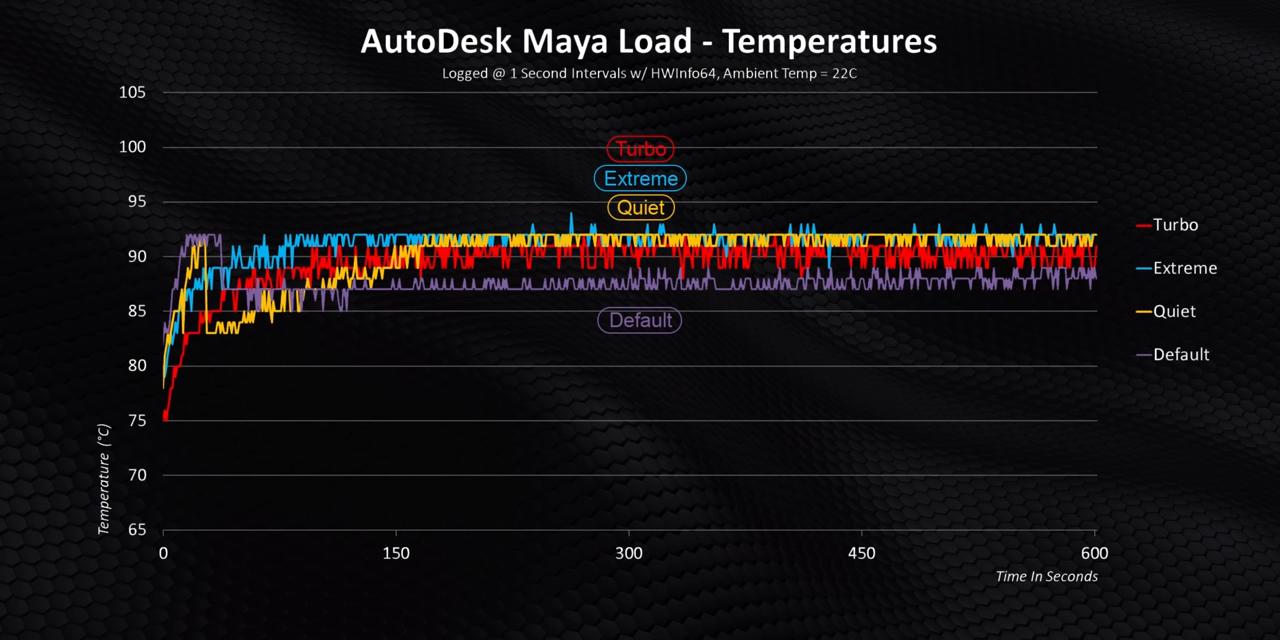 AutoDesk Maya Load - Temperatures
Logged @ 1 Second Intervals w/ HWInfo64, Ambient Temp = 22C
105
100
95
90
85
80
75
70
65
Temperature (°C)
Turbo
Extreme
Quiet
Default
Turbo
Extreme
Quiet
Default
0 150 300 450 600
Time In Seconds